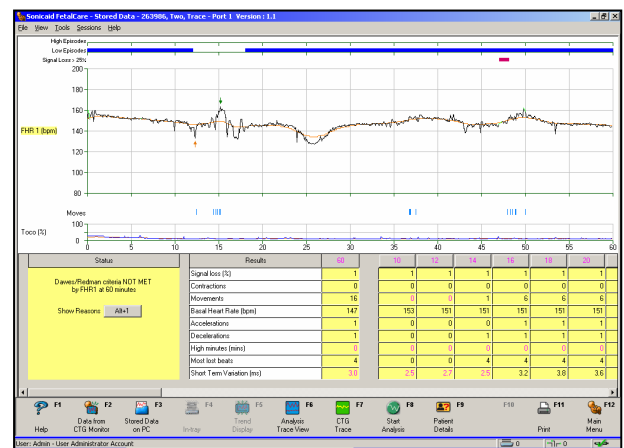 Sonicaid FetalCare - Stored Data - 263986, Two, Trace - Port 1 Version : 1.1
File View Tools Sessions Help
High Episodes
Low Episodes
Signal Loss > 25%
200
180
160
FHR 1 (bpm) 140
120
100
80
Moves
100
Toco (%)
0
0 5 10 15 20 25 30 35 40 45 50 55 60
Status Results 60 10 12 14 16 18 20
Signal loss (%) 1 1 1 1 1 1 1
Dawes/Redman criteria NOT MET
by FHR1 at 60 minutes
Contractions 0 0 0 0 0 0 0
Movements 16 0 0 1 6 6 6
Show Reasons Alt+1
Basal Heart Rate (bpm) 147 153 151 151 151 151 151
Accelerations 1 0 0 0 1 1 1
Decelerations 1 0 0 1 1 1 1
High minutes (mins) 0 0 0 0 0 0 0
Most lost beats 4 0 0 4 4 4 4
Short Term Variation (ms) 3.0 2.5 2.7 2.5 3.2 3.8 3.6
F1 F2 F3 F4 F5 F6 F7 F8 F9 F10 F11 F12
Help Data from CTG Monitor Stored Data on PC In-tray Trend Display Analysis Trace View CTG Trace Start Analysis Patient Details Print Main Menu
User: Admin - User Administrator Account 0 0